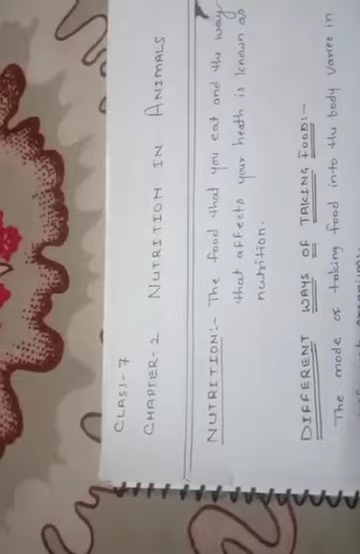 CLASS-7
CHAPTER-2 NUTRITION IN ANIMALS
NUTRITION:- The food that you eat and the way
that affects your heath is known as
nutrition.
DIFFERENT WAYS OF TAKING FOOD:-
The mode of taking food into the body varies in